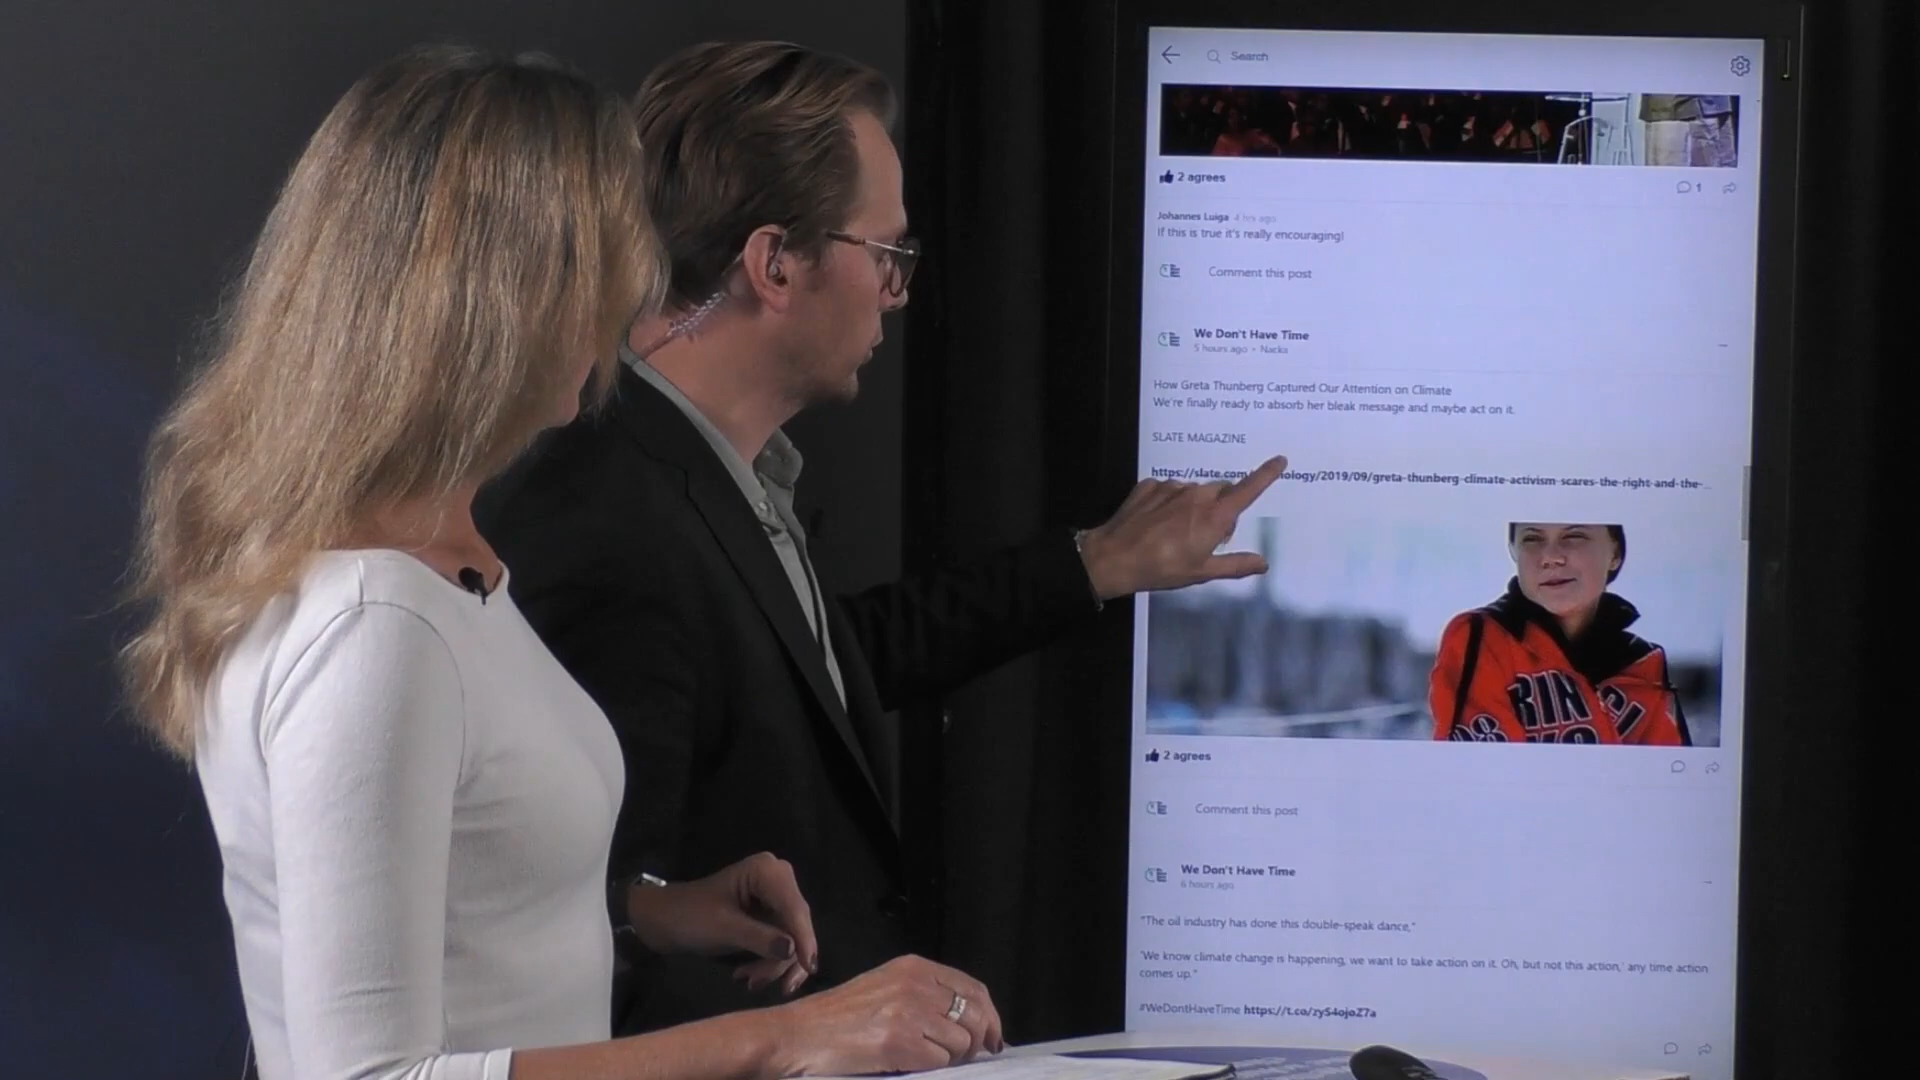 Search
2 agrees
1
Johannes Luiga 4 hrs ago
If this is true it's really encouraging!
Comment this post
We Don't Have Time
5 hours ago • Nacka
How Greta Thunberg Captured Our Attention on Climate
We're finally ready to absorb her bleak message and maybe act on it.
SLATE MAGAZINE
https://slate.com/ ology/2019/09/greta-thunberg-climate-activism-scares-the-right-and-the-...
RIN
2 agrees
Comment this post
We Don't Have Time
6 hours ago
"The oil industry has done this double-speak dance,"
'We know climate change is happening, we want to take action on it. Oh, but not this action,' any time action
comes up."
#WeDontHaveTime https://t.co/zyS4ojoZ7a